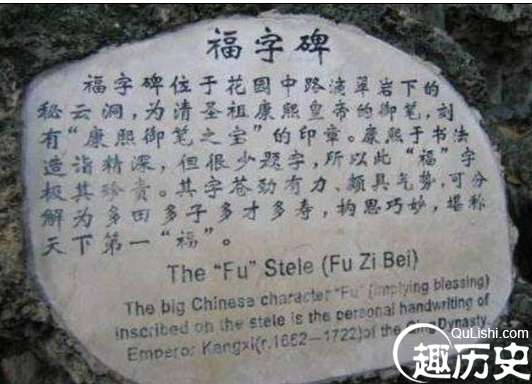 福字碑
福字碑位于花园中路滴翠岩下的
秘云洞,为清圣祖康熙皇帝的御笔,刻
有“康熙御笔之宝”的印章。康熙于书法
造诣精深,但很少题字,所以此“福”字
极其珍贵。其字苍劲有力、颇具气势,可分
解为多田多子多才多寿,构思巧妙,堪称
天下第一“福”。
The "Fu" Stele (Fu Zi Bei)
The big Chinese character "Fu" (implying blessing)
inscribed on the stele is the personal handwriting of
Emperor Kangxi(r.1662—1722)of the Qing Dynasty
QuLishi.com
趣历史